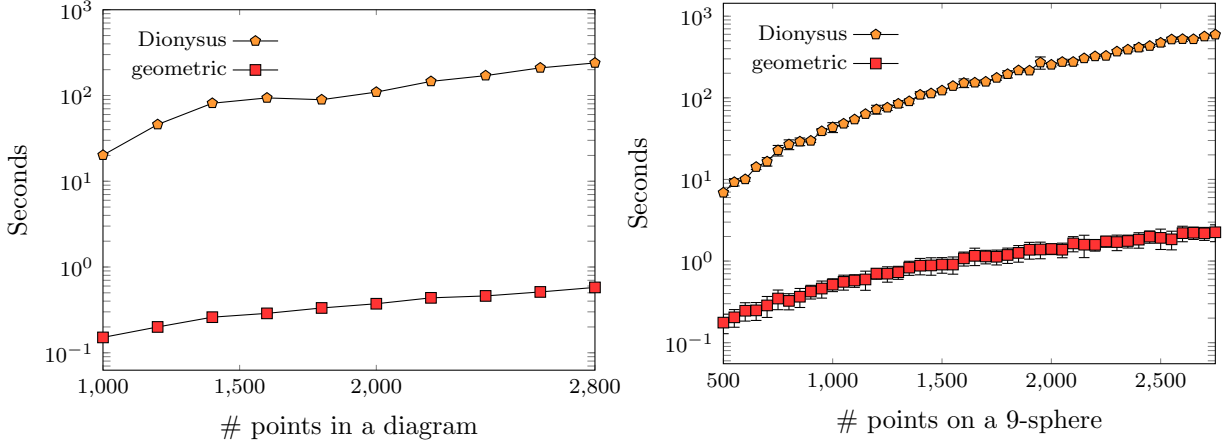 10^3
10^2
10^1
10^0
10^−1
Seconds
Dionysus
geometric
1,000
1,500
2,000
2,800
# points in a diagram
10^3
10^2
10^1
10^0
10^−1
Seconds
Dionysus
geometric
500
1,000
1,500
2,000
2,500
# points on a 9-sphere